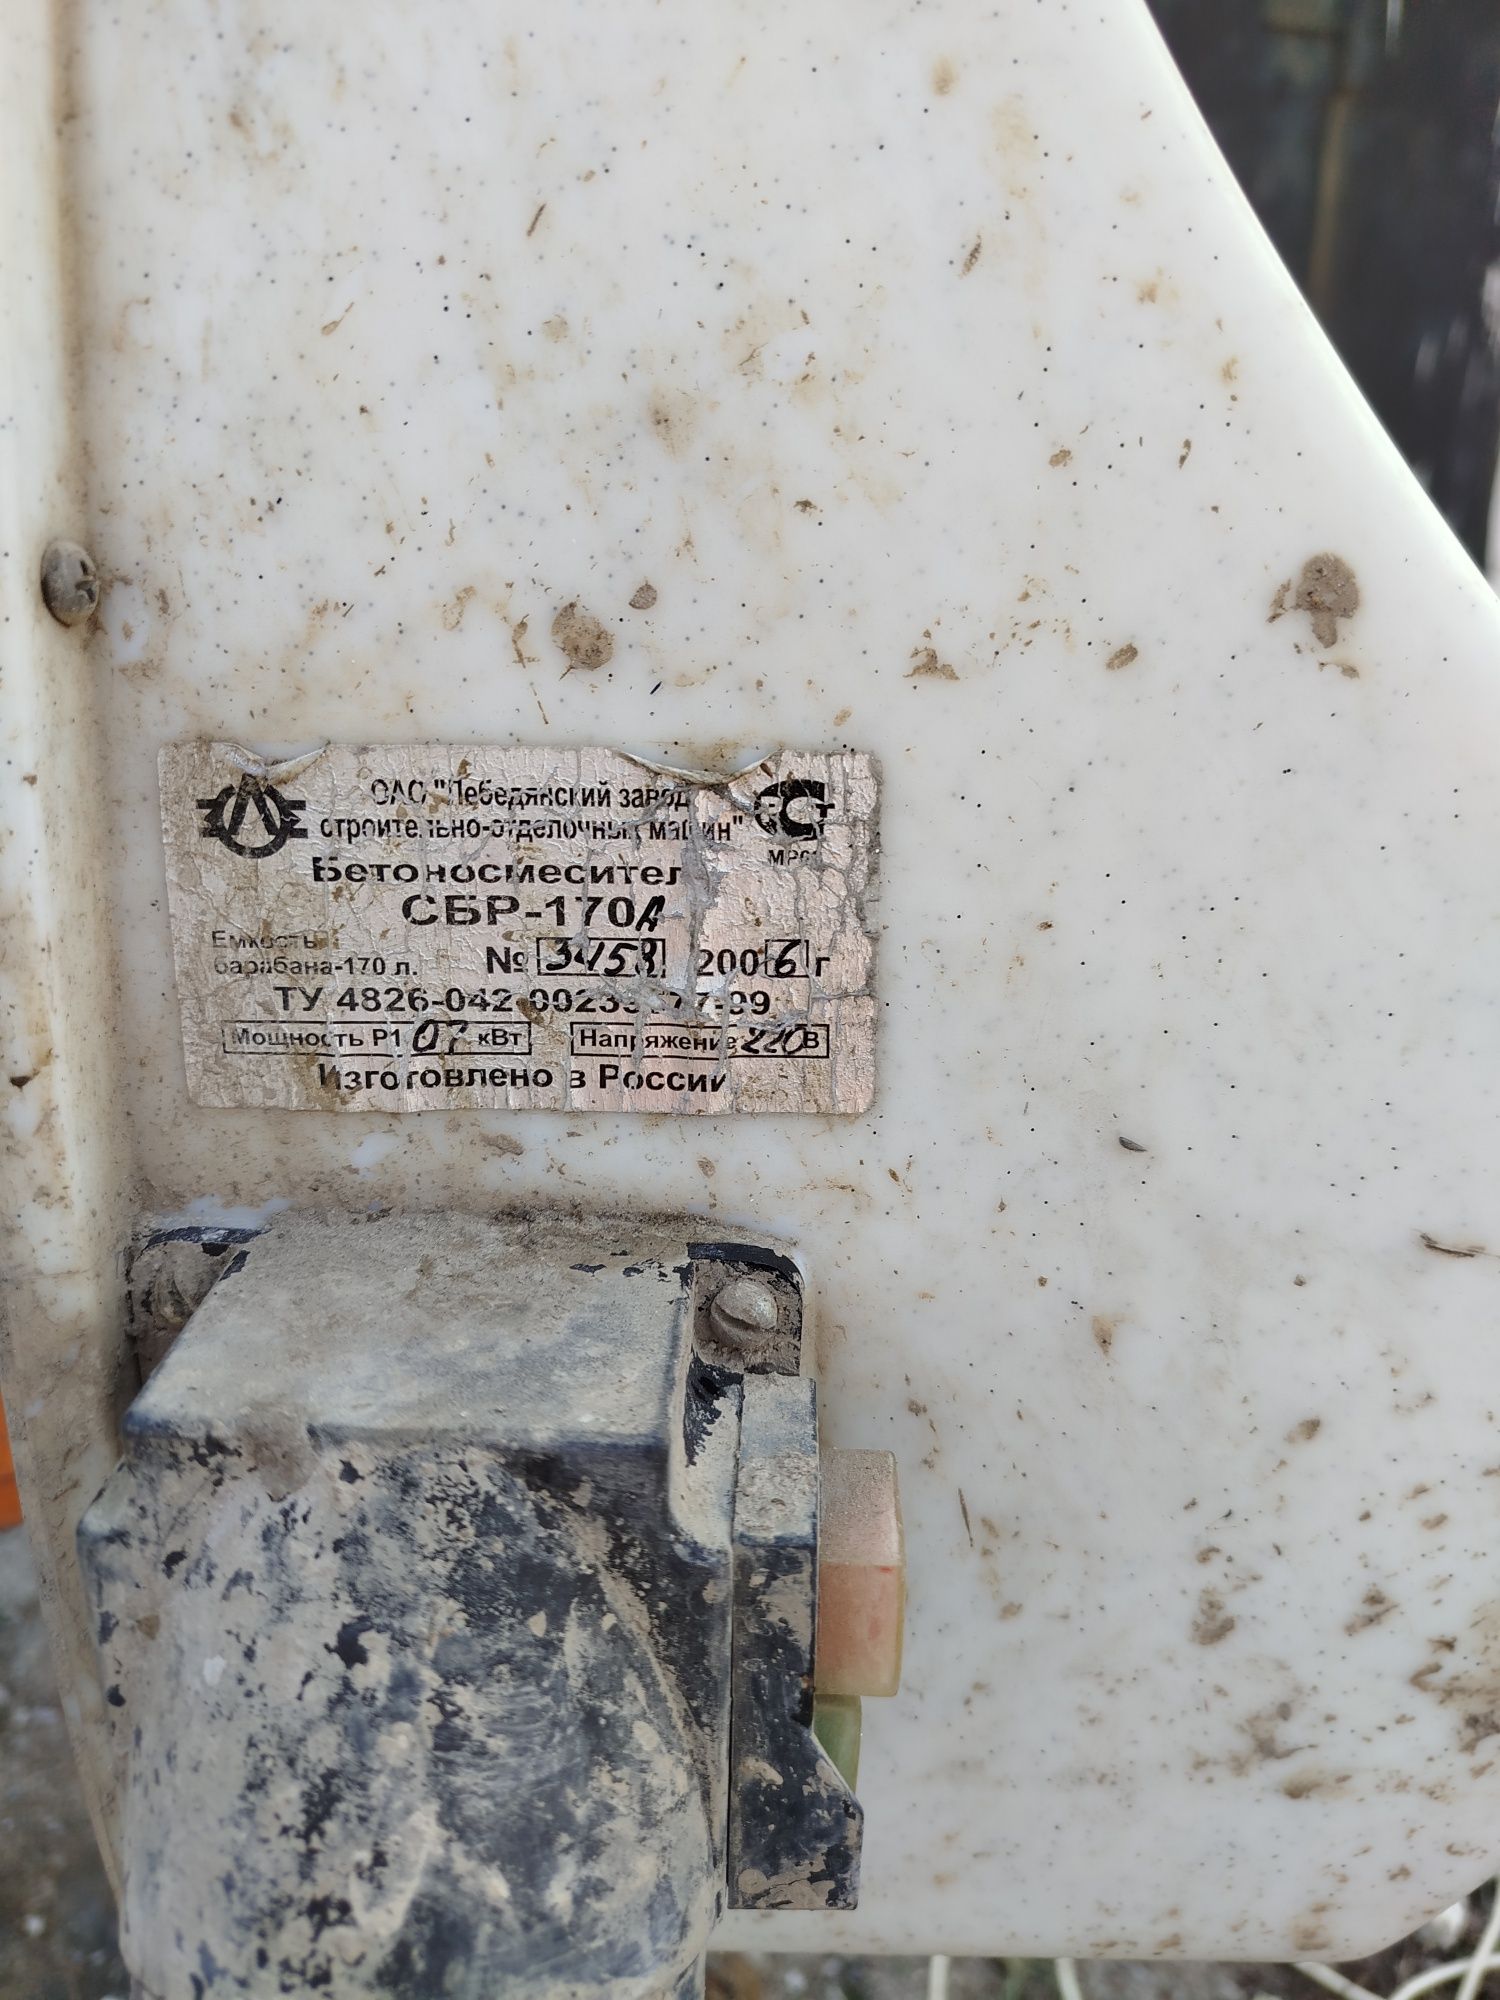 ОАО "Лебедянский завод
строительно-отделочных машин"
Бетоносмеситель
СБР-170А
Емкость
барабана-170 л.
№ 3458 2006 г
ТУ 4826-042
Мощность Р1 07 кВт
Напряжение 220 В
Изготовлено в России